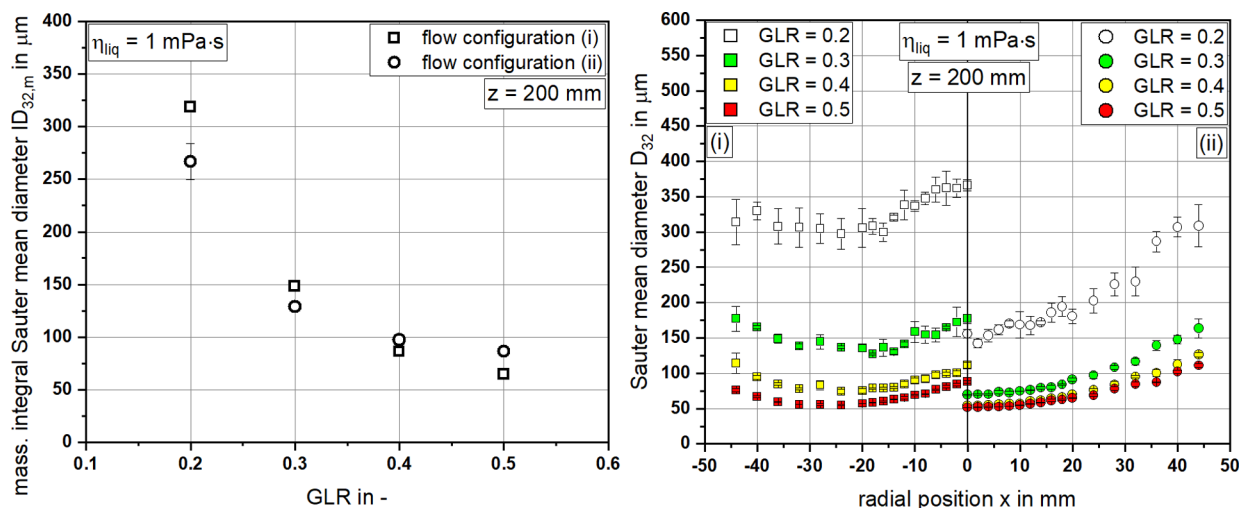 mass. integral Sauter mean diameter ID32,m in μm
400
350
300
250
200
150
100
50
0
ηliq = 1 mPa·s
flow configuration (i)
flow configuration (ii)
z = 200 mm
0.1 0.2 0.3 0.4 0.5 0.6
GLR in -
Sauter mean diameter D32 in μm
600
550
500
450
400
350
300
250
200
150
100
50
0
GLR = 0.2
GLR = 0.3
GLR = 0.4
GLR = 0.5
(i)
ηliq = 1 mPa·s
z = 200 mm
GLR = 0.2
GLR = 0.3
GLR = 0.4
GLR = 0.5
(ii)
-50 -40 -30 -20 -10 0 10 20 30 40 50
radial position x in mm